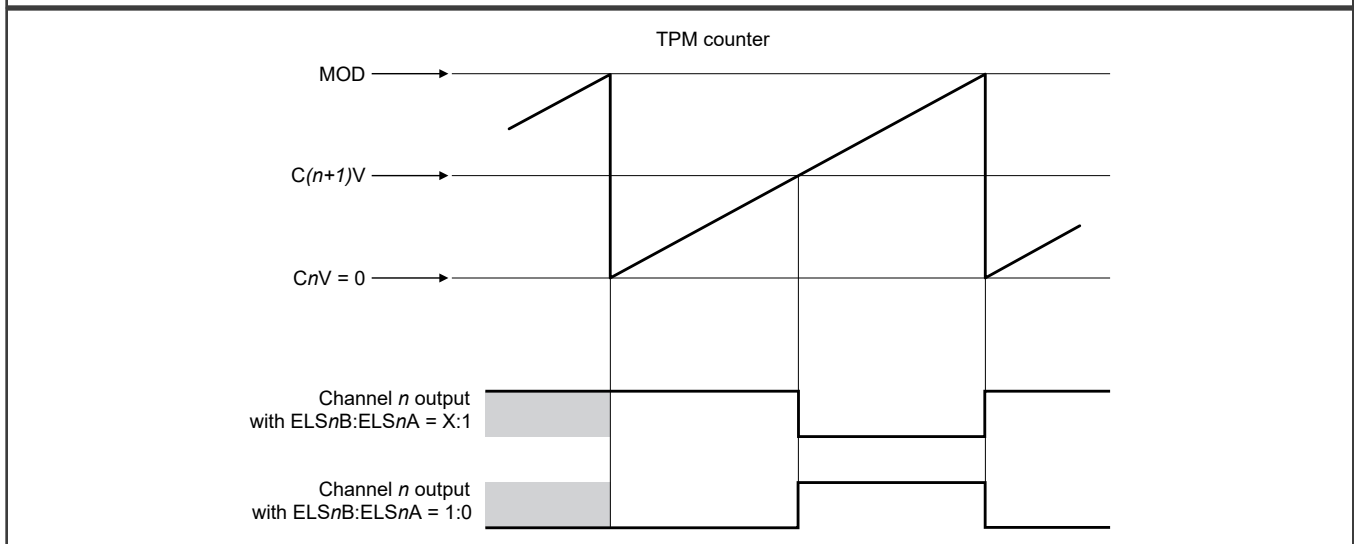 TPM counter
MOD
C(n+1)V
CnV = 0
Channel n output
with ELSnB:ELSnA = X:1
Channel n output
with ELSnB:ELSnA = 1:0